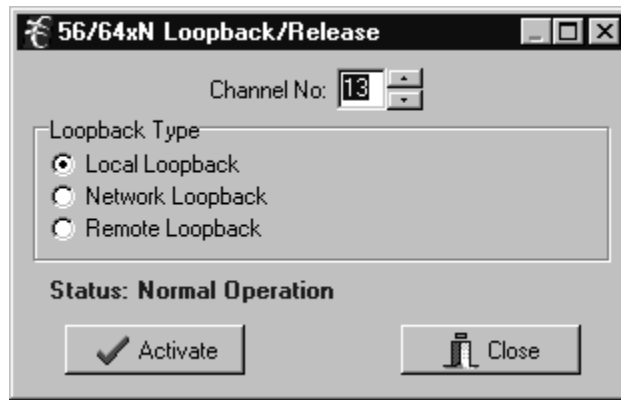 56/64xN Loopback/Release
Channel No: 13
Loopback Type
Local Loopback
Network Loopback
Remote Loopback
Status: Normal Operation
Activate Close